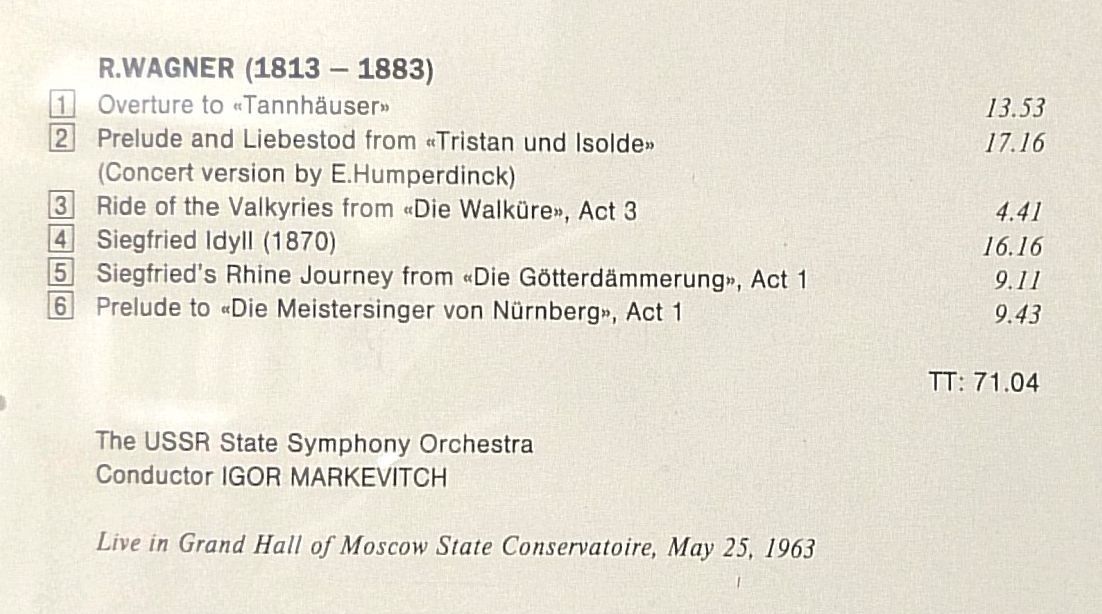 R.WAGNER (1813 – 1883)
1 Overture to «Tannhäuser» 13.53
2 Prelude and Liebestod from «Tristan und Isolde» 17.16
(Concert version by E.Humperdinck)
3 Ride of the Valkyries from «Die Walküre», Act 3 4.41
4 Siegfried Idyll (1870) 16.16
5 Siegfried's Rhine Journey from «Die Götterdämmerung», Act 1 9.11
6 Prelude to «Die Meistersinger von Nürnberg», Act 1 9.43
TT: 71.04
The USSR State Symphony Orchestra
Conductor IGOR MARKEVITCH
Live in Grand Hall of Moscow State Conservatoire, May 25, 1963